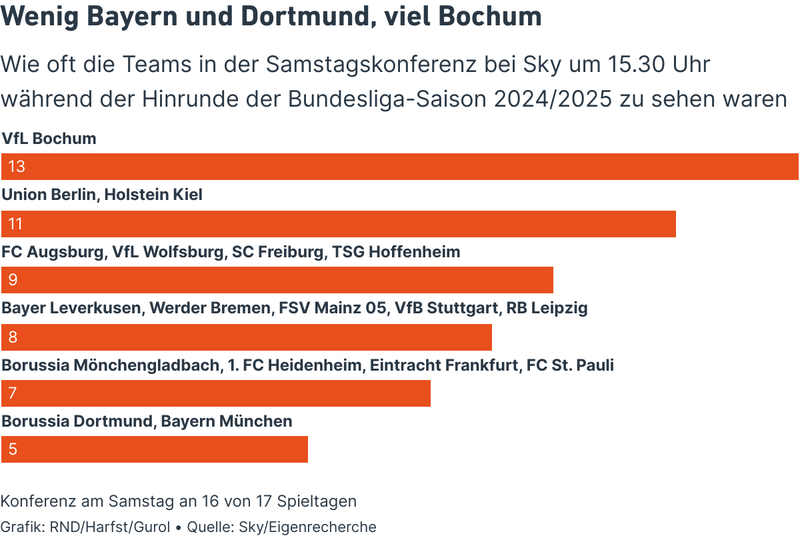 Wenig Bayern und Dortmund, viel Bochum
Wie oft die Teams in der Samstagskonferenz bei Sky um 15.30 Uhr
während der Hinrunde der Bundesliga-Saison 2024/2025 zu sehen waren
VfL Bochum
13
Union Berlin, Holstein Kiel
11
FC Augsburg, VfL Wolfsburg, SC Freiburg, TSG Hoffenheim
9
Bayer Leverkusen, Werder Bremen, FSV Mainz 05, VfB Stuttgart, RB Leipzig
8
Borussia Mönchengladbach, 1. FC Heidenheim, Eintracht Frankfurt, FC St. Pauli
7
Borussia Dortmund, Bayern München
5
Konferenz am Samstag an 16 von 17 Spieltagen
Grafik: RND/Harfst/Gurol • Quelle: Sky/Eigenrecherche